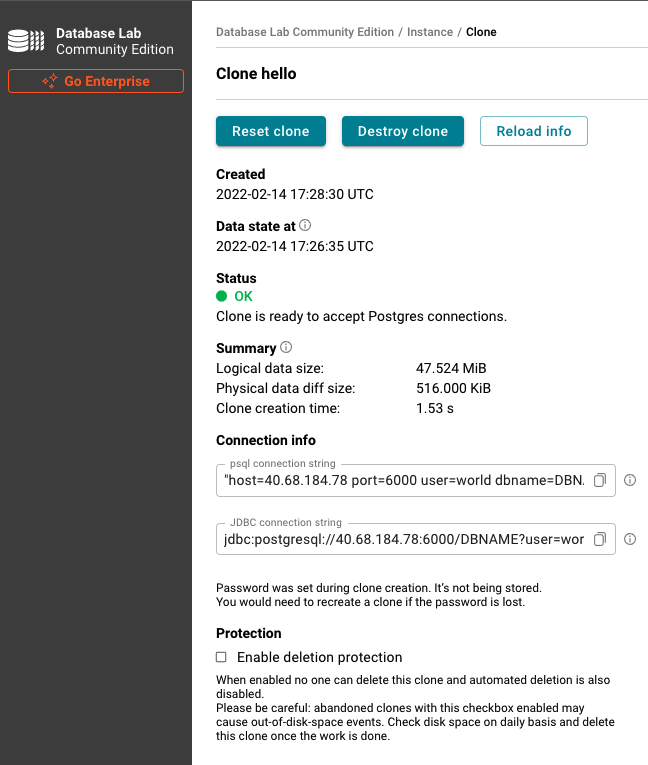 Database Lab
Community Edition
Go Enterprise
Database Lab Community Edition / Instance / Clone
Clone hello
Reset clone Destroy clone Reload info
Created
2022-02-14 17:28:30 UTC
Data state at
2022-02-14 17:26:35 UTC
Status
OK
Clone is ready to accept Postgres connections.
Summary
Logical data size: 47.524 MiB
Physical data diff size: 516.000 KiB
Clone creation time: 1.53 s
Connection info
psql connection string
"host=40.68.184.78 port=6000 user=world dbname=DBN
JDBC connection string
jdbc:postgresql://40.68.184.78:6000/DBNAME?user=wor
Password was set during clone creation. It's not being stored.
You would need to recreate a clone if the password is lost.
Protection
Enable deletion protection
When enabled no one can delete this clone and automated deletion is also
disabled.
Please be careful: abandoned clones with this checkbox enabled may
cause out-of-disk-space events. Check disk space on daily basis and delete
this clone once the work is done.